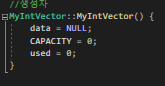 //생성자
MyIntVector::MyIntVector() {
data = NULL;
CAPACITY = 0;
used = 0;
}